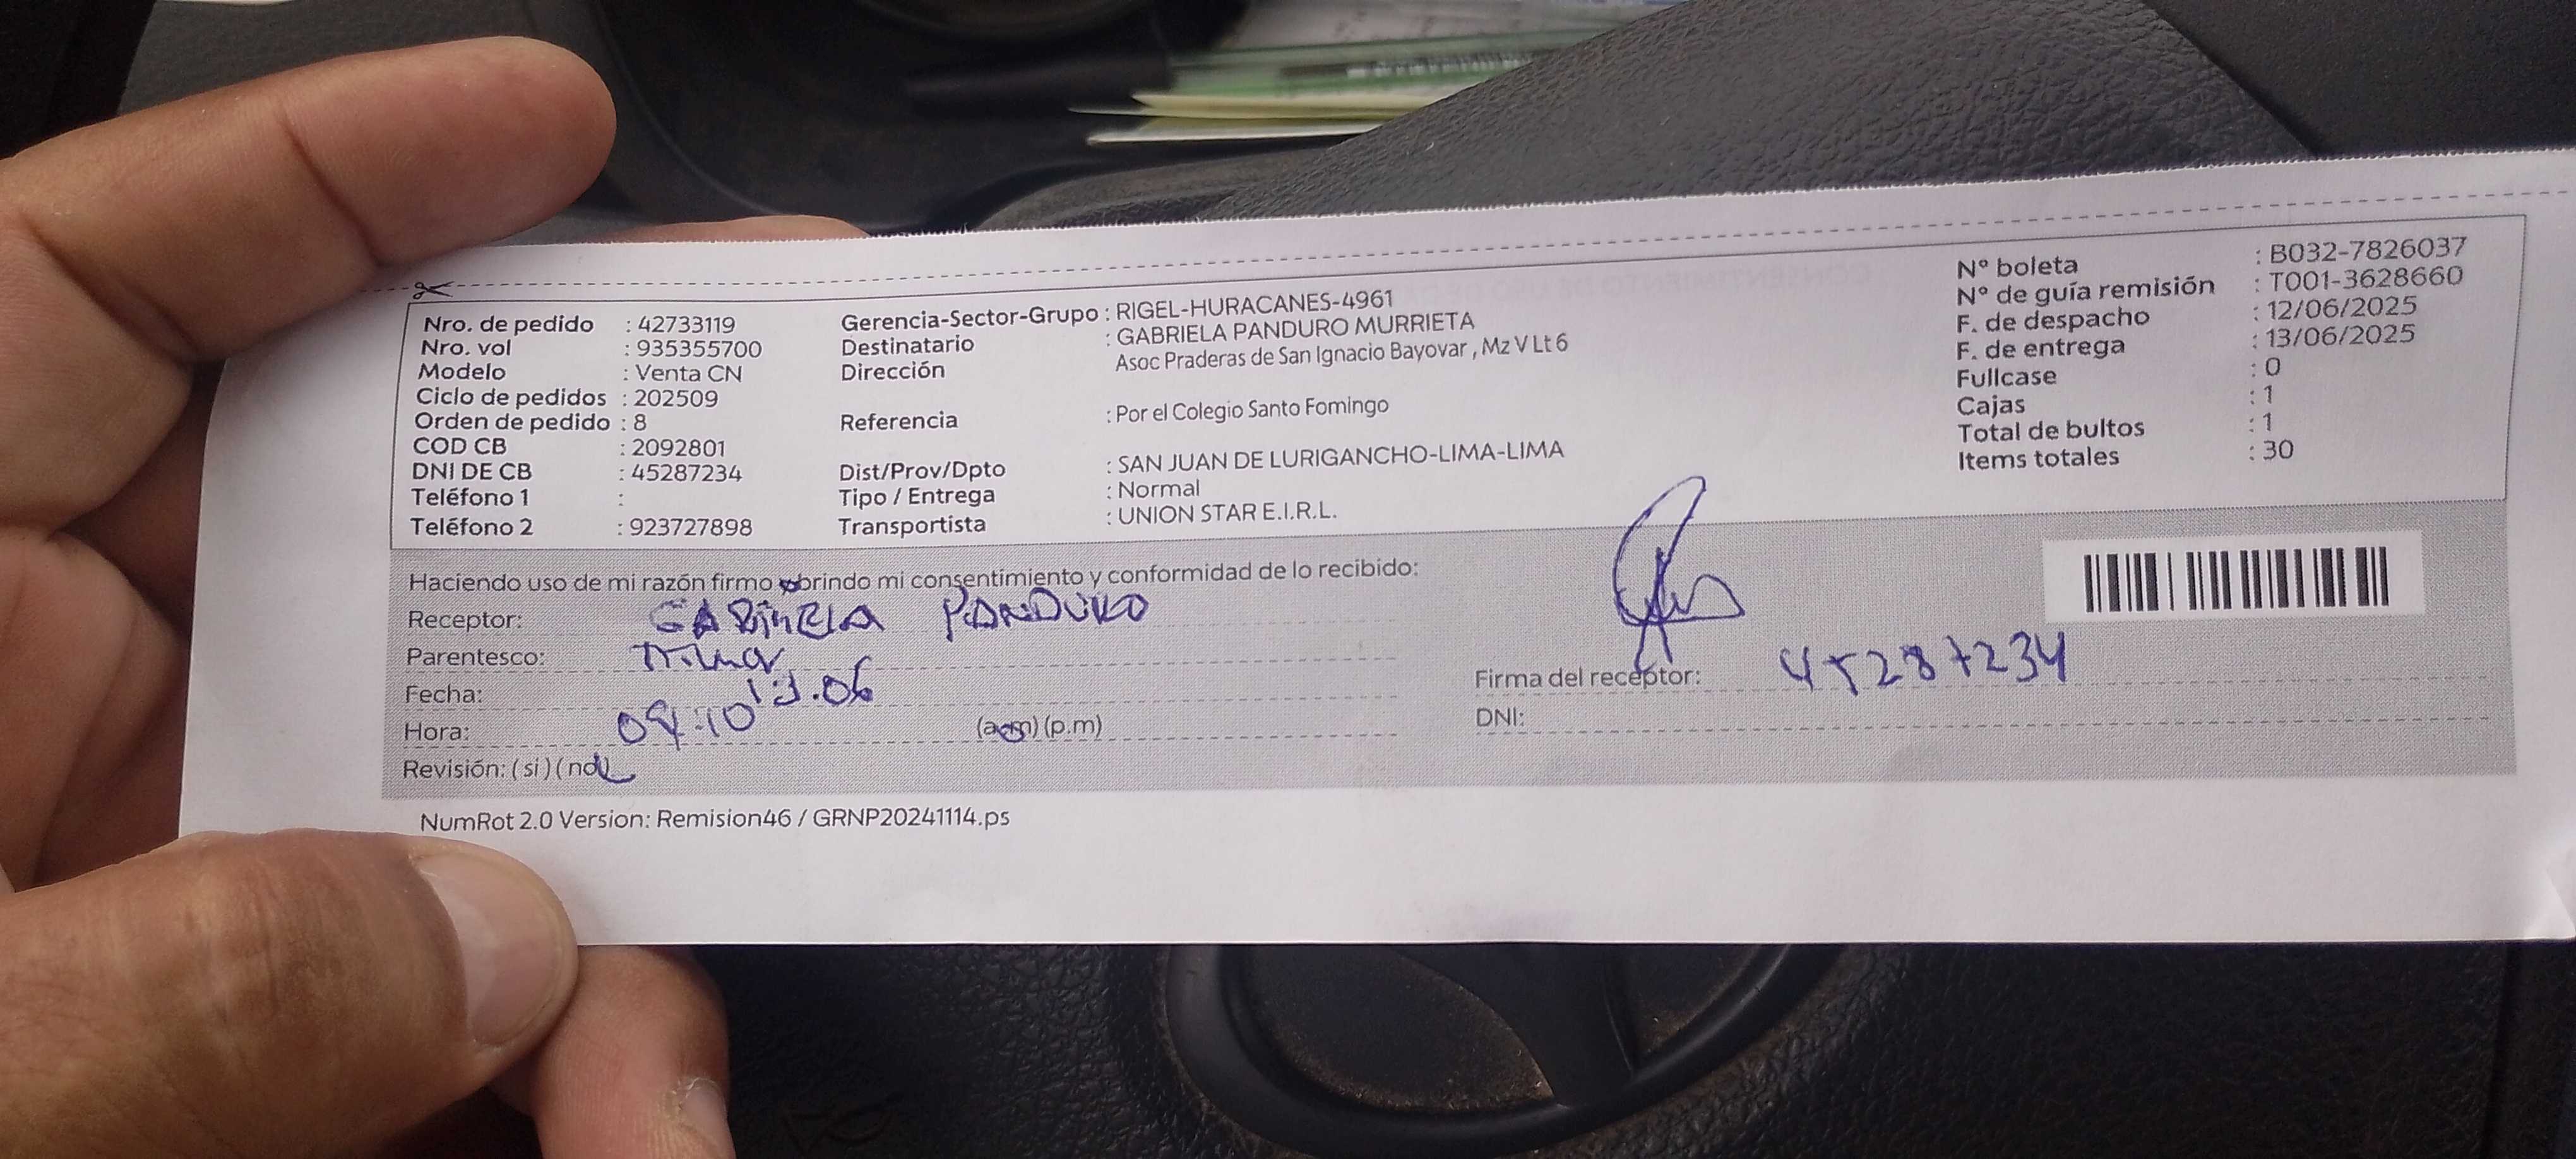 Nro. de pedido : 42733119
Nro. vol : 935355700
Modelo : Venta CN
Ciclo de pedidos : 202509
Orden de pedido : 8
COD CB : 2092801
DNI DE CB : 45287234
Teléfono 1 :
Teléfono 2 : 923727898
Gerencia-Sector-Grupo : RIGEL-HURACANES-4961
Destinatario : GABRIELA PANDURO MURRIETA
Dirección Asoc Praderas de San Ignacio Bayovar , Mz V Lt 6
Referencia : Por el Colegio Santo Fomingo
Dist/Prov/Dpto : SAN JUAN DE LURIGANCHO-LIMA-LIMA
Tipo / Entrega : Normal
Transportista : UNION STAR E.I.R.L.
N° boleta : B032-7826037
N° de guía remisión : T001-3628660
F. de despacho : 12/06/2025
F. de entrega : 13/06/2025
Fullcase : 0
Cajas : 1
Total de bultos : 1
Items totales : 30
Haciendo uso de mi razón firmo brindo mi consentimiento y conformidad de lo recibido:
Receptor: GABRIELA PANDURO
Parentesco:
Fecha: 13.06
Hora: 09:10 (a.m) (p.m)
Revisión: ( si ) ( no )
Firma del receptor: 45287234
DNI:
NumRot 2.0 Version: Remision46 / GRNP20241114.ps